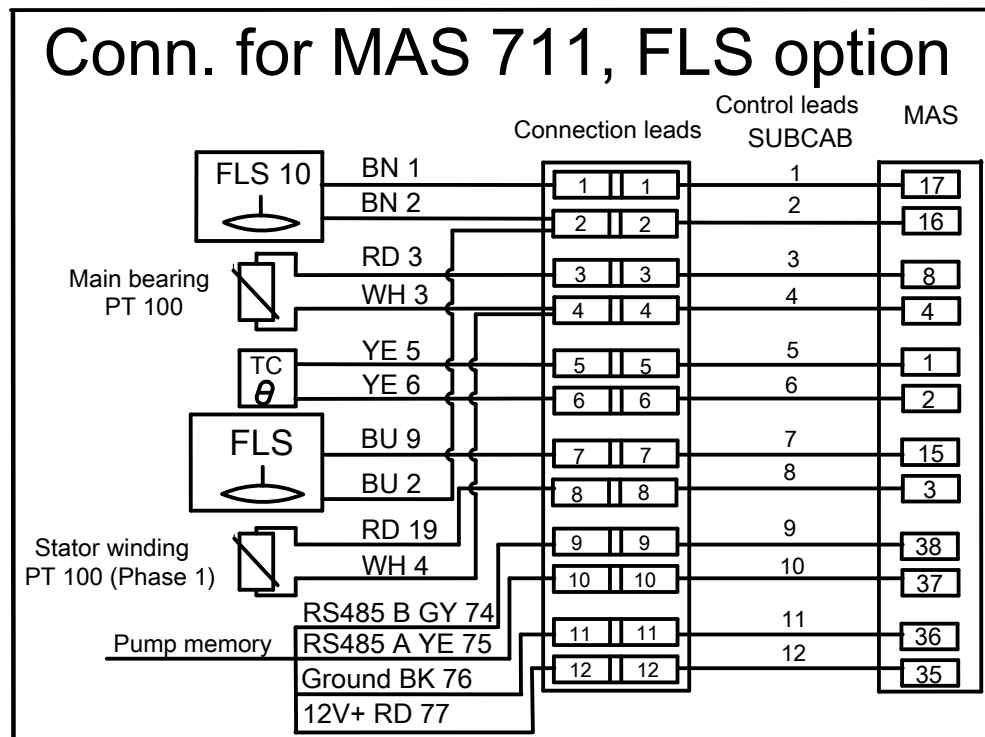 Conn. for MAS 711, FLS option
Connection leads
Control leads
SUBCAB
MAS
FLS 10
BN 1
1 1
1
17
BN 2
2 2
2
16
Main bearing
PT 100
RD 3
3 3
3
8
WH 3
4 4
4
4
TC
θ
YE 5
5 5
5
1
YE 6
6 6
6
2
FLS
BU 9
7 7
7
15
BU 2
8 8
8
3
Stator winding
PT 100 (Phase 1)
RD 19
9 9
9
38
WH 4
10 10
10
37
Pump memory
RS485 B GY 74
RS485 A YE 75
11 11
11
36
Ground BK 76
12 12
12
35
12V+ RD 77